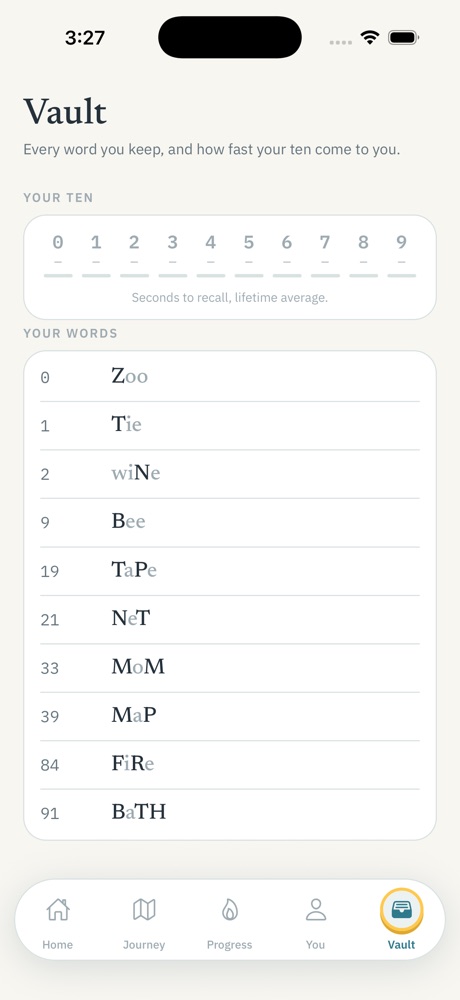 3:27
Vault
Every word you keep, and how fast your ten come to you.
YOUR TEN
0 1 2 3 4 5 6 7 8 9
– – – – – – – – – –
Seconds to recall, lifetime average.
YOUR WORDS
0 Zoo
1 Tie
2 wiNe
9 Bee
19 TaPe
21 NeT
33 MoM
39 MaP
84 FiRe
91 BaTH
Home Journey Progress You Vault